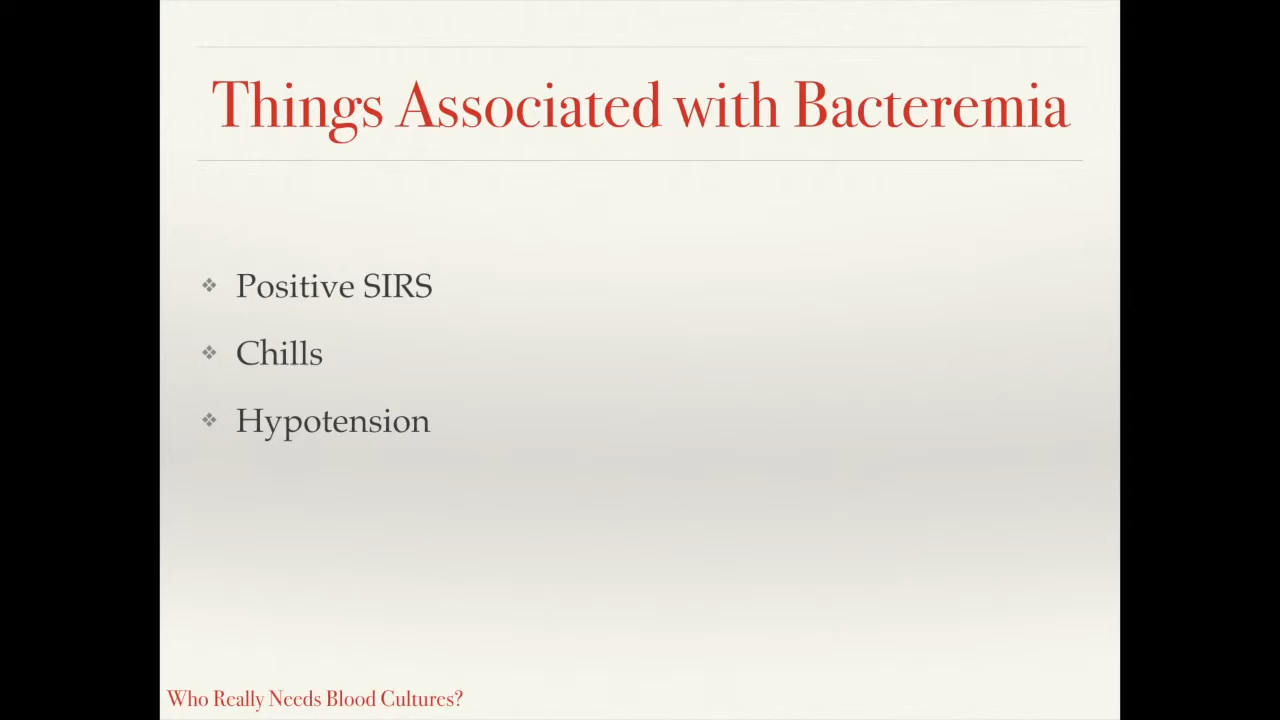 Things Associated with Bacteremia
Positive SIRS
Chills
Hypotension
Who Really Needs Blood Cultures?